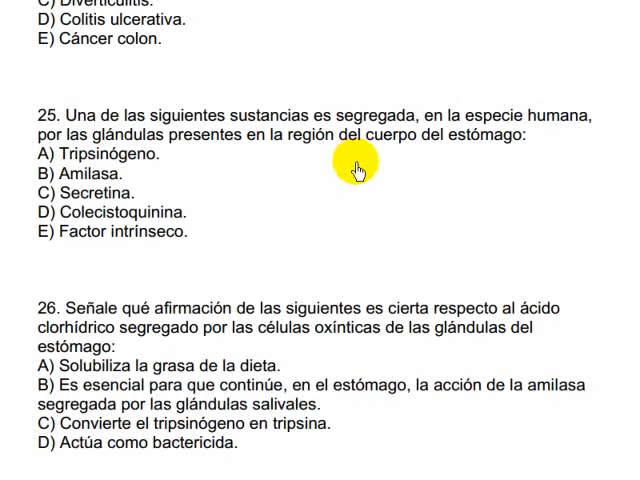 C) Diverticulitis.
D) Colitis ulcerativa.
E) Cáncer colon.
25. Una de las siguientes sustancias es segregada, en la especie humana,
por las glándulas presentes en la región del cuerpo del estómago:
A) Tripsinógeno.
B) Amilasa.
C) Secretina.
D) Colecistoquinina.
E) Factor intrínseco.
26. Señale qué afirmación de las siguientes es cierta respecto al ácido
clorhídrico segregado por las células oxínticas de las glándulas del
estómago:
A) Solubiliza la grasa de la dieta.
B) Es esencial para que continúe, en el estómago, la acción de la amilasa
segregada por las glándulas salivales.
C) Convierte el tripsinógeno en tripsina.
D) Actúa como bactericida.